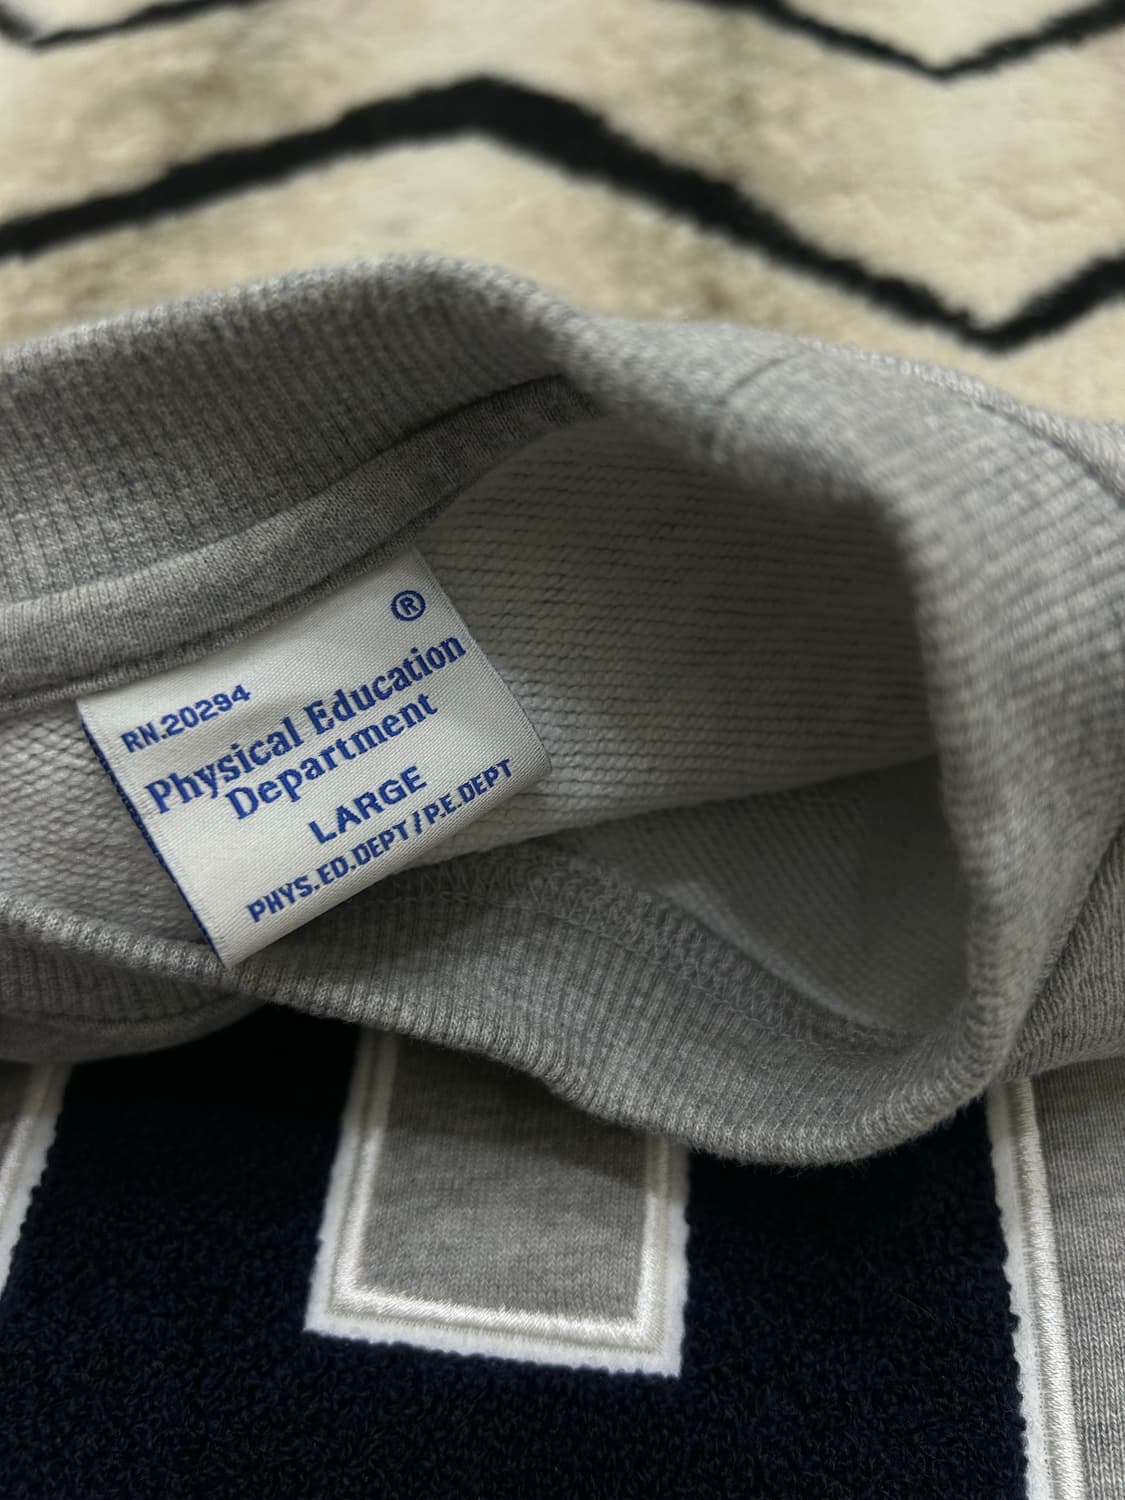 ®
RN.20294
Physical Education
Department
LARGE
PHYS.ED.DEPT/P.E.DEPT